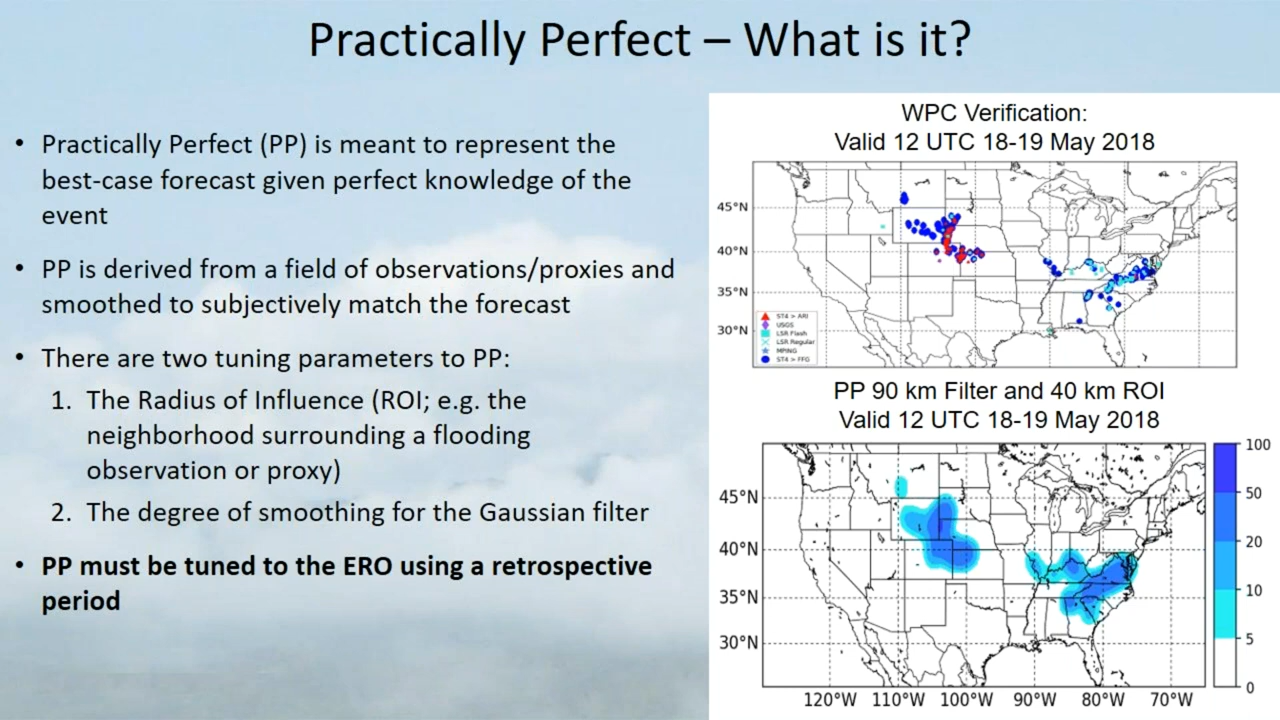 Practically Perfect – What is it?
• Practically Perfect (PP) is meant to represent the
best-case forecast given perfect knowledge of the
event
• PP is derived from a field of observations/proxies and
smoothed to subjectively match the forecast
• There are two tuning parameters to PP:
1. The Radius of Influence (ROI; e.g. the
neighborhood surrounding a flooding
observation or proxy)
2. The degree of smoothing for the Gaussian filter
• PP must be tuned to the ERO using a retrospective
period
WPC Verification:
Valid 12 UTC 18-19 May 2018
45°N
40°N
35°N
30°N
ST4 > ARI
USGS
LSR Flash
LSR Regular
MPING
ST4 > FFG
PP 90 km Filter and 40 km ROI
Valid 12 UTC 18-19 May 2018
45°N
40°N
35°N
30°N
120°W 110°W 100°W 90°W 80°W 70°W
100
50
20
10
5
0